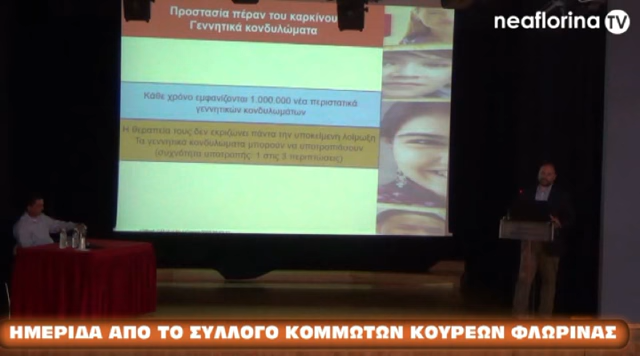 neaflorina TV
Προστασία πέραν του καρκίνου
Γεννητικά κονδυλώματα
Κάθε χρόνο εμφανίζονται 1.000.000 νέα περιστατικά
γεννητικών κονδυλωμάτων
Η θεραπεία τους δεν εκριζώνει πάντα την υποκείμενη λοίμωξη
Τα γεννητικά κονδυλώματα μπορούν να υποτροπιάσουν
(συχνότητα υποτροπής: 1 στις 3 περιπτώσεις)
ΗΜΕΡΙΔΑ ΑΠΟ ΤΟ ΣΥΛΛΟΓΟ ΚΟΜΜΩΤΩΝ ΚΟΥΡΕΩΝ ΦΛΩΡΙΝΑΣ